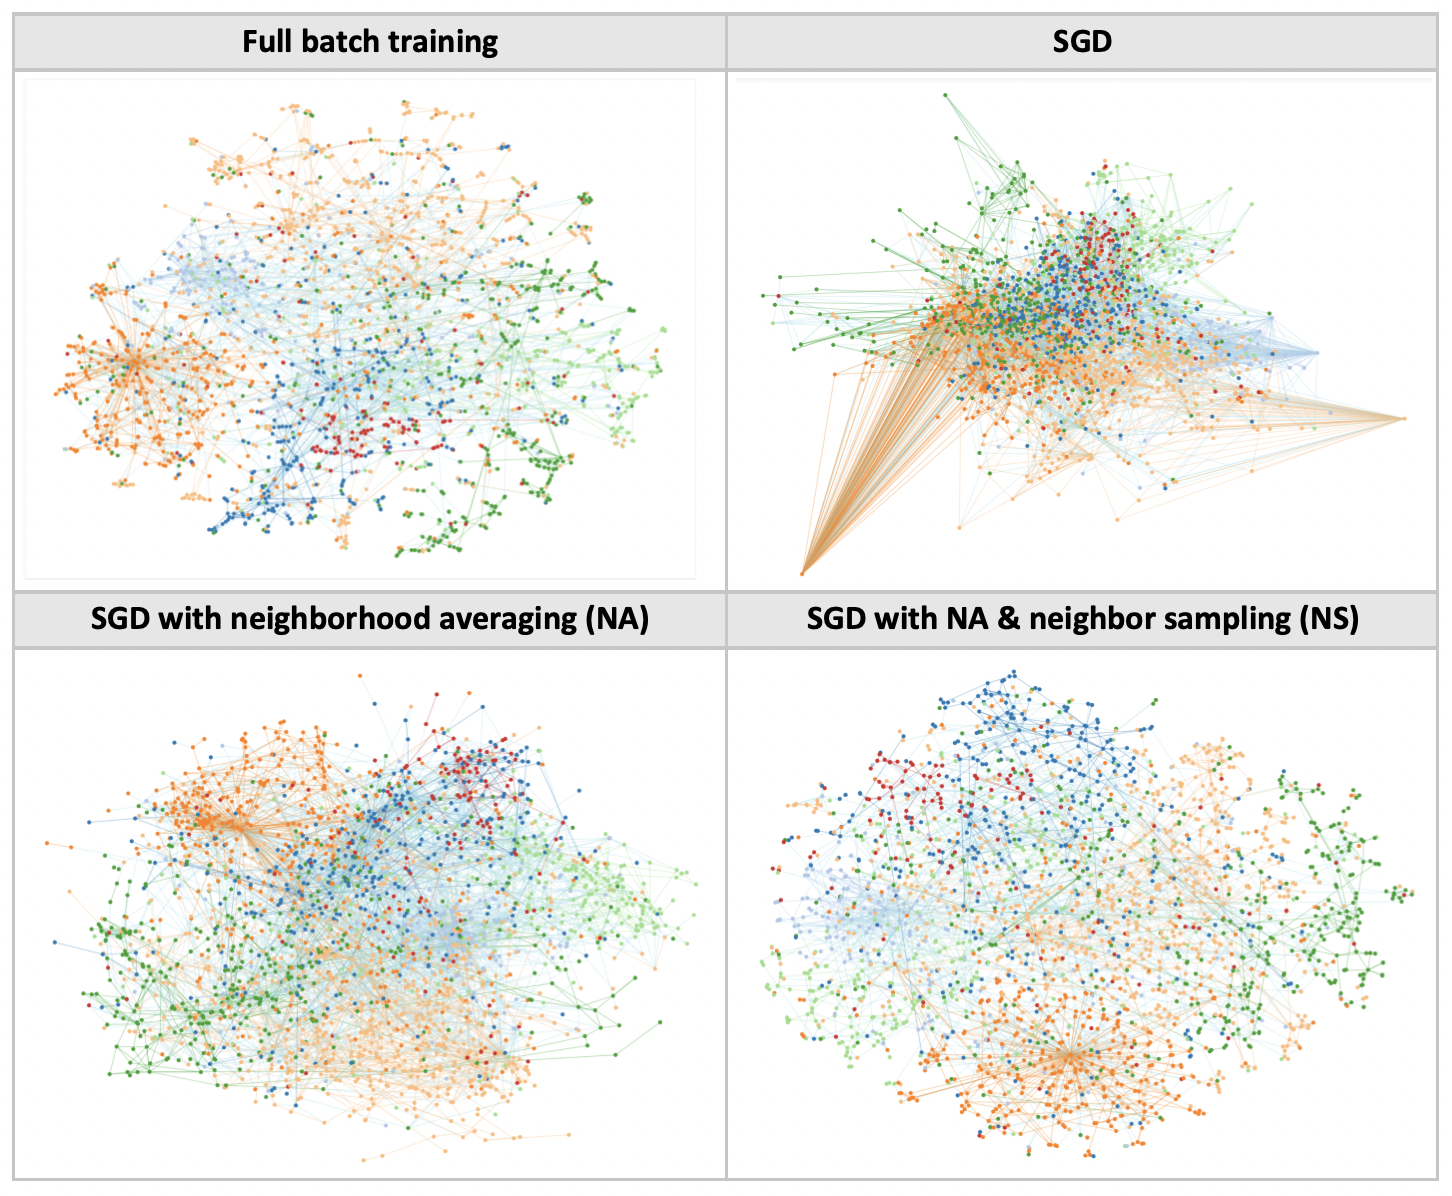 Full batch training
SGD
SGD with neighborhood averaging (NA)
SGD with NA & neighbor sampling (NS)